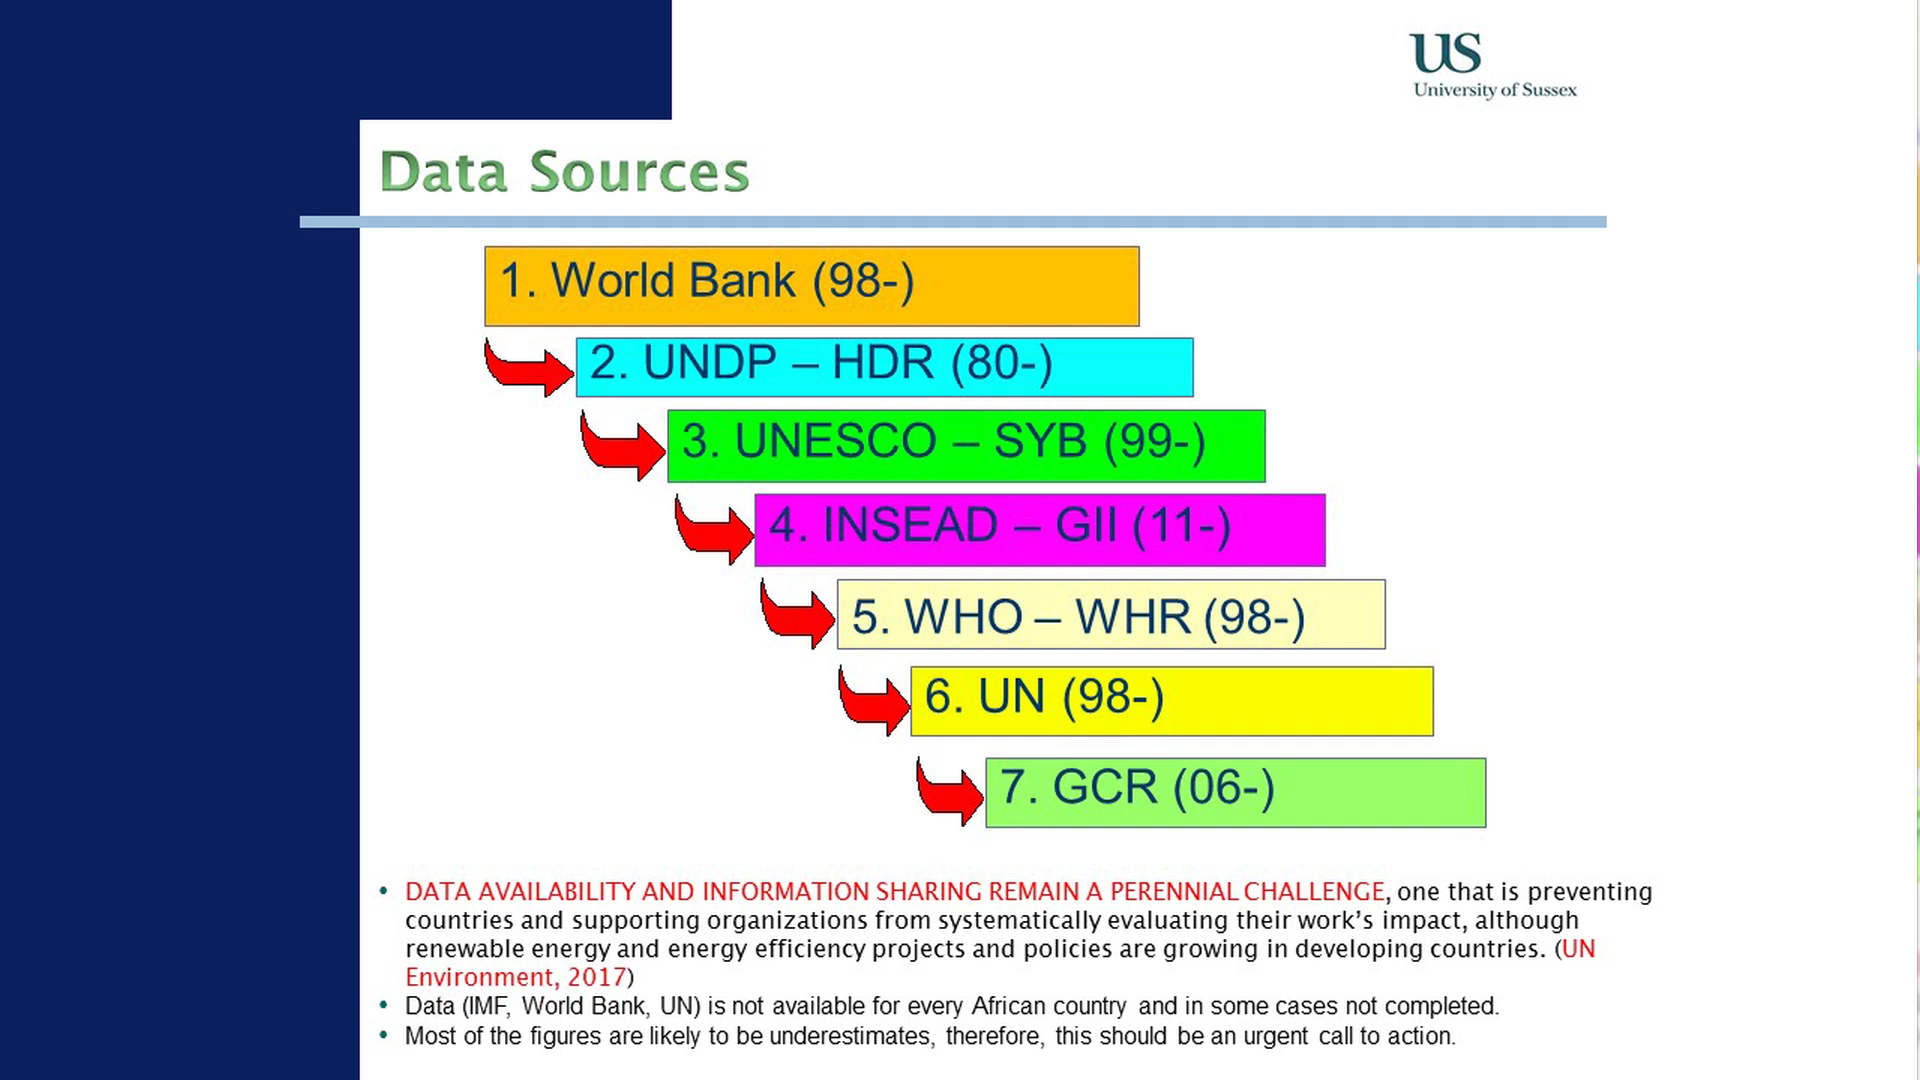 US
University of Sussex
Data Sources
1. World Bank (98-)
2. UNDP – HDR (80-)
3. UNESCO – SYB (99-)
4. INSEAD – GII (11-)
5. WHO – WHR (98-)
6. UN (98-)
7. GCR (06-)
• DATA AVAILABILITY AND INFORMATION SHARING REMAIN A PERENNIAL CHALLENGE, one that is preventing
countries and supporting organizations from systematically evaluating their work’s impact, although
renewable energy and energy efficiency projects and policies are growing in developing countries. (UN
Environment, 2017)
• Data (IMF, World Bank, UN) is not available for every African country and in some cases not completed.
• Most of the figures are likely to be underestimates, therefore, this should be an urgent call to action.